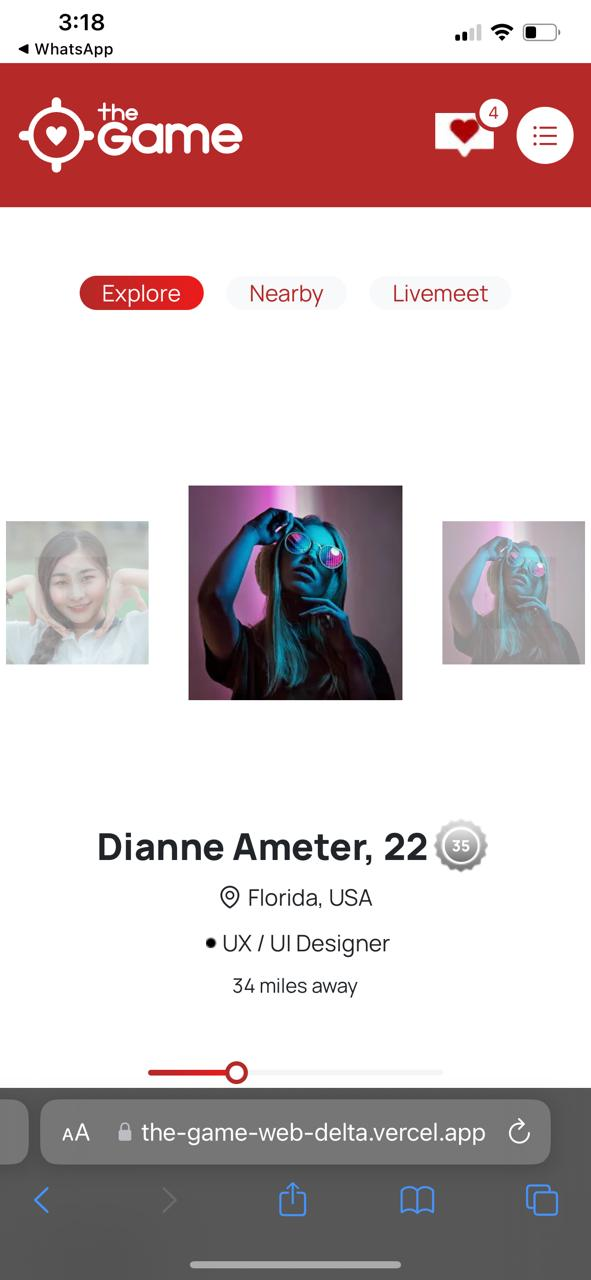 3:18
◀ WhatsApp
the
Game
4
Explore Nearby Livemeet
Dianne Ameter, 22 35
Florida, USA
UX / UI Designer
34 miles away
AA the-game-web-delta.vercel.app